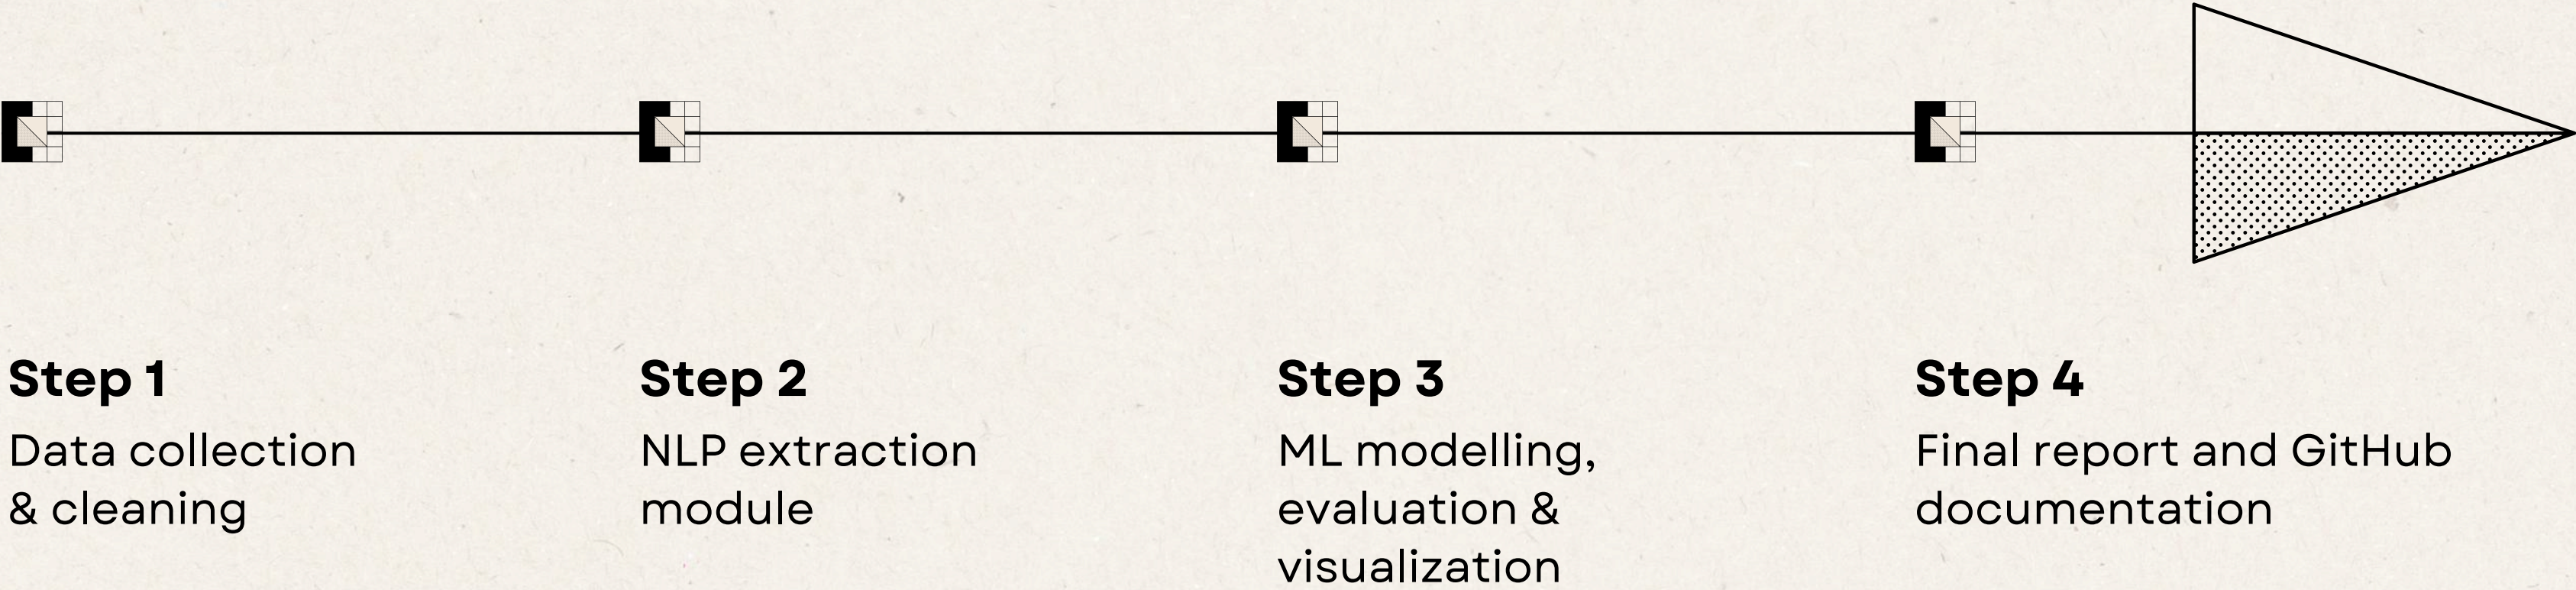 Step 1
Data collection
& cleaning
Step 2
NLP extraction
module
Step 3
ML modelling,
evaluation &
visualization
Step 4
Final report and GitHub
documentation